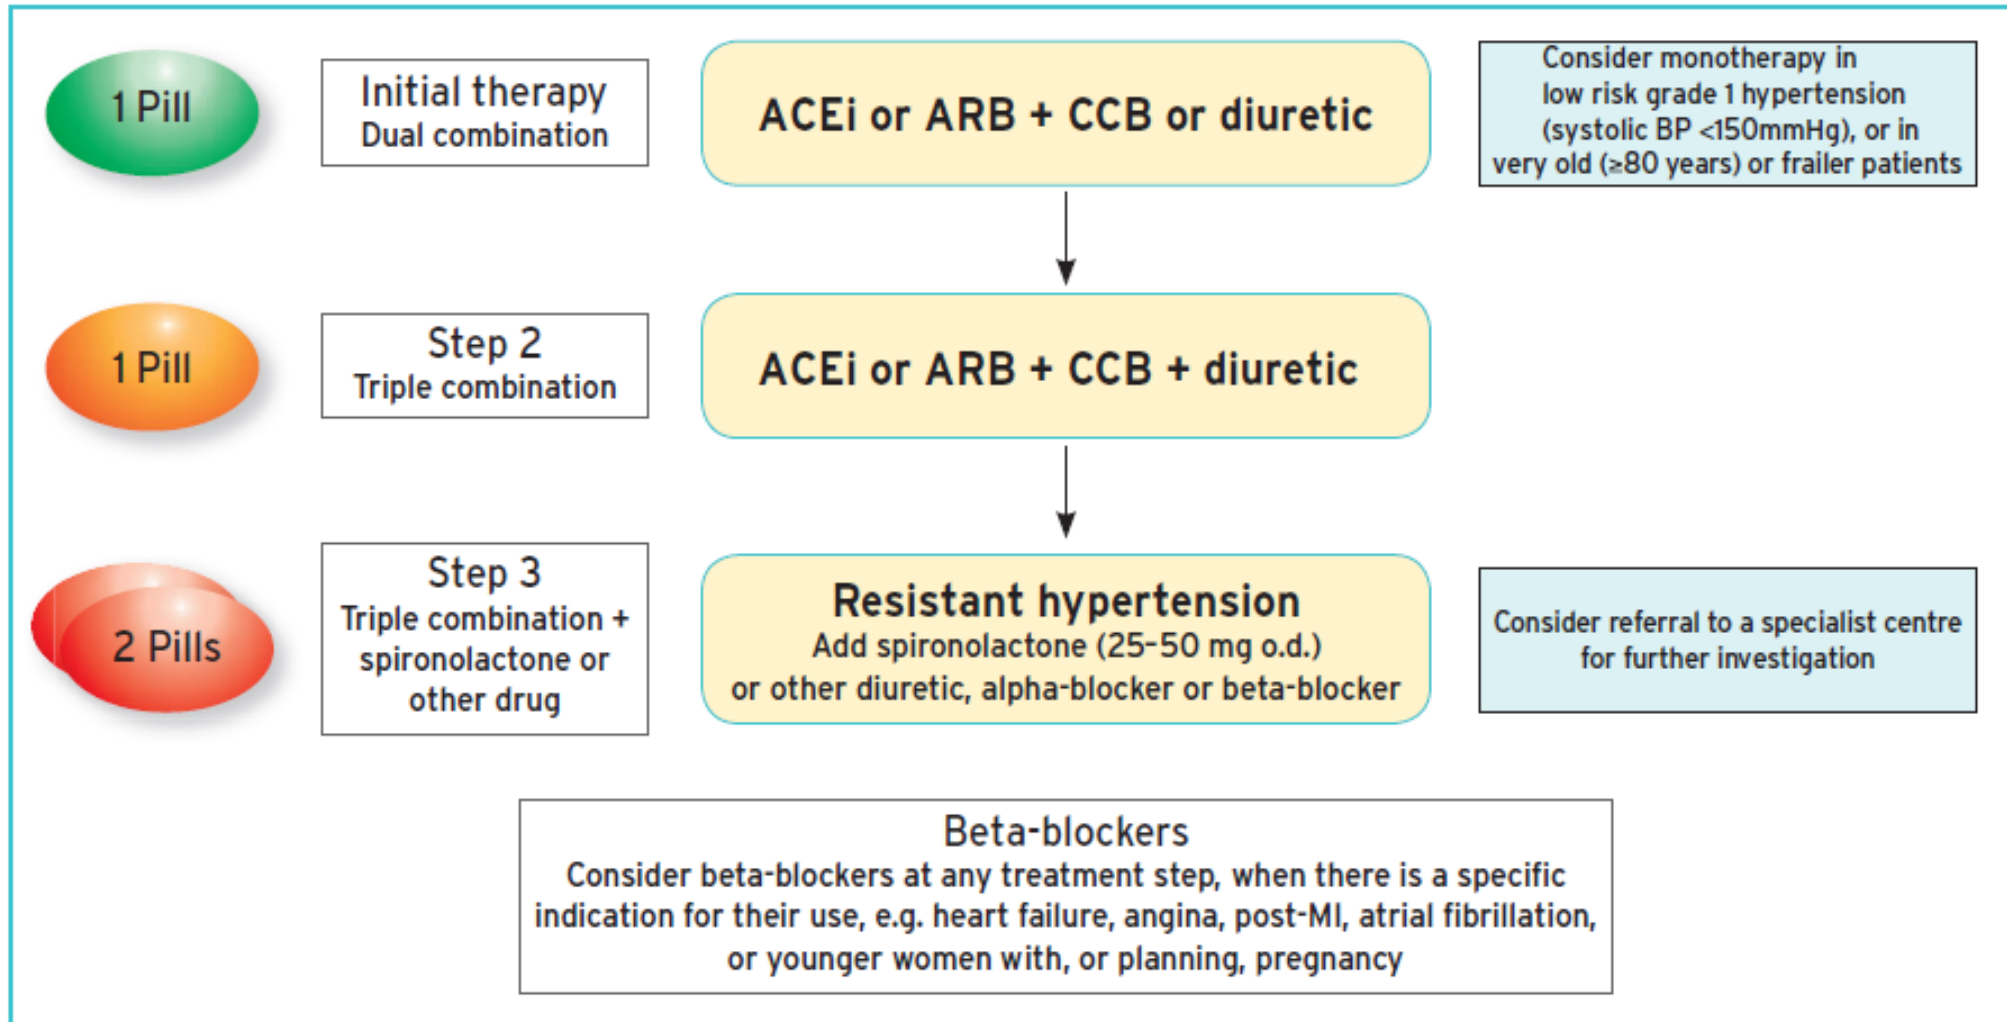 1 Pill
Initial therapy
Dual combination
ACEi or ARB + CCB or diuretic
Consider monotherapy in
low risk grade 1 hypertension
(systolic BP <150mmHg), or in
very old (≥80 years) or frailer patients
1 Pill
Step 2
Triple combination
ACEi or ARB + CCB + diuretic
2 Pills
Step 3
Triple combination +
spironolactone or
other drug
Resistant hypertension
Add spironolactone (25–50 mg o.d.)
or other diuretic, alpha-blocker or beta-blocker
Consider referral to a specialist centre
for further investigation
Beta-blockers
Consider beta-blockers at any treatment step, when there is a specific
indication for their use, e.g. heart failure, angina, post-MI, atrial fibrillation,
or younger women with, or planning, pregnancy